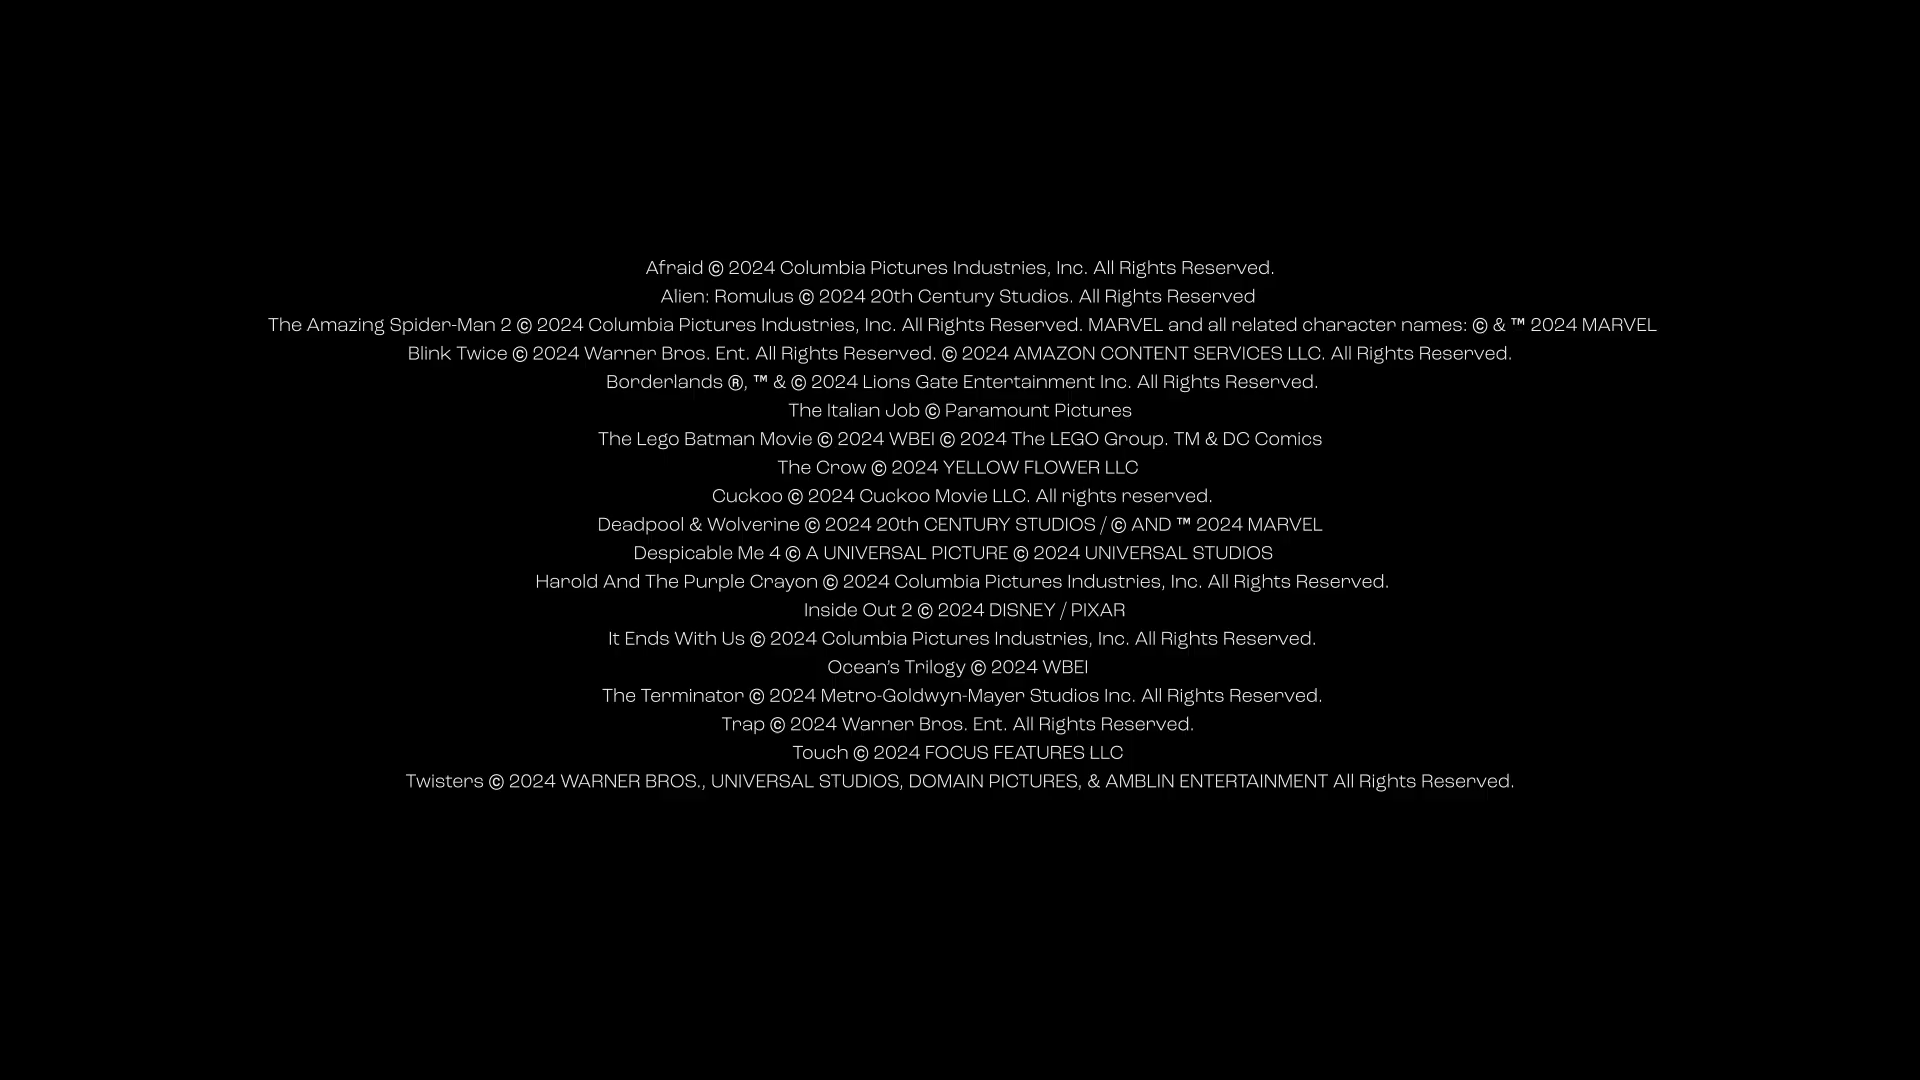 Afraid © 2024 Columbia Pictures Industries, Inc. All Rights Reserved.
Alien: Romulus © 2024 20th Century Studios. All Rights Reserved
The Amazing Spider-Man 2 © 2024 Columbia Pictures Industries, Inc. All Rights Reserved. MARVEL and all related character names: © & ™ 2024 MARVEL
Blink Twice © 2024 Warner Bros. Ent. All Rights Reserved. © 2024 AMAZON CONTENT SERVICES LLC. All Rights Reserved.
Borderlands ®, ™ & © 2024 Lions Gate Entertainment Inc. All Rights Reserved.
The Italian Job © Paramount Pictures
The Lego Batman Movie © 2024 WBEI © 2024 The LEGO Group. TM & DC Comics
The Crow © 2024 YELLOW FLOWER LLC
Cuckoo © 2024 Cuckoo Movie LLC. All rights reserved.
Deadpool & Wolverine © 2024 20th CENTURY STUDIOS / © AND ™ 2024 MARVEL
Despicable Me 4 © A UNIVERSAL PICTURE © 2024 UNIVERSAL STUDIOS
Harold And The Purple Crayon © 2024 Columbia Pictures Industries, Inc. All Rights Reserved.
Inside Out 2 © 2024 DISNEY / PIXAR
It Ends With Us © 2024 Columbia Pictures Industries, Inc. All Rights Reserved.
Ocean’s Trilogy © 2024 WBEI
The Terminator © 2024 Metro-Goldwyn-Mayer Studios Inc. All Rights Reserved.
Trap © 2024 Warner Bros. Ent. All Rights Reserved.
Touch © 2024 FOCUS FEATURES LLC
Twisters © 2024 WARNER BROS., UNIVERSAL STUDIOS, DOMAIN PICTURES, & AMBLIN ENTERTAINMENT All Rights Reserved.